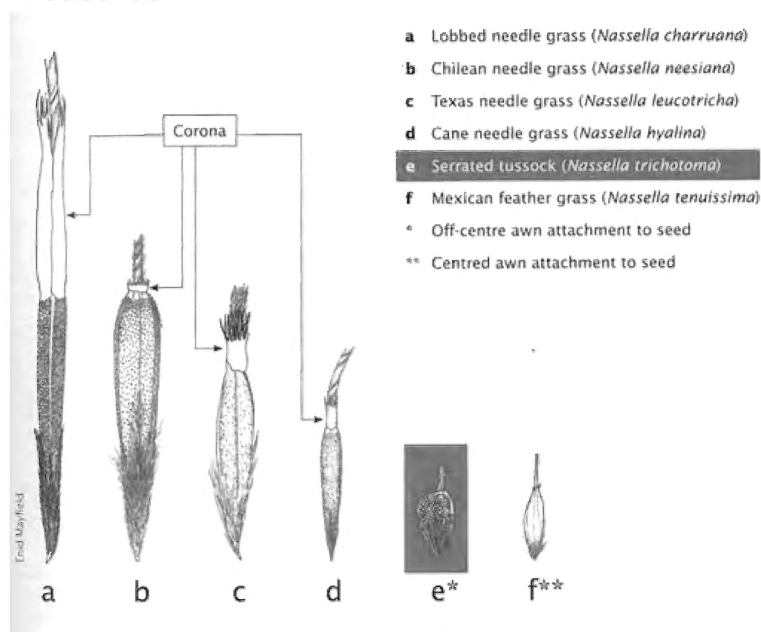 a Lobbed needle grass (Nassella charruana)
b Chilean needle grass (Nassella neesiana)
c Texas needle grass (Nassella leucotricha)
d Cane needle grass (Nassella hyalina)
e Serrated tussock (Nassella trichotoma)
f Mexican feather grass (Nassella tenuissima)
* Off-centre awn attachment to seed
** Centred awn attachment to seed
Corona
Enid Mayfield
a b c d e* f**